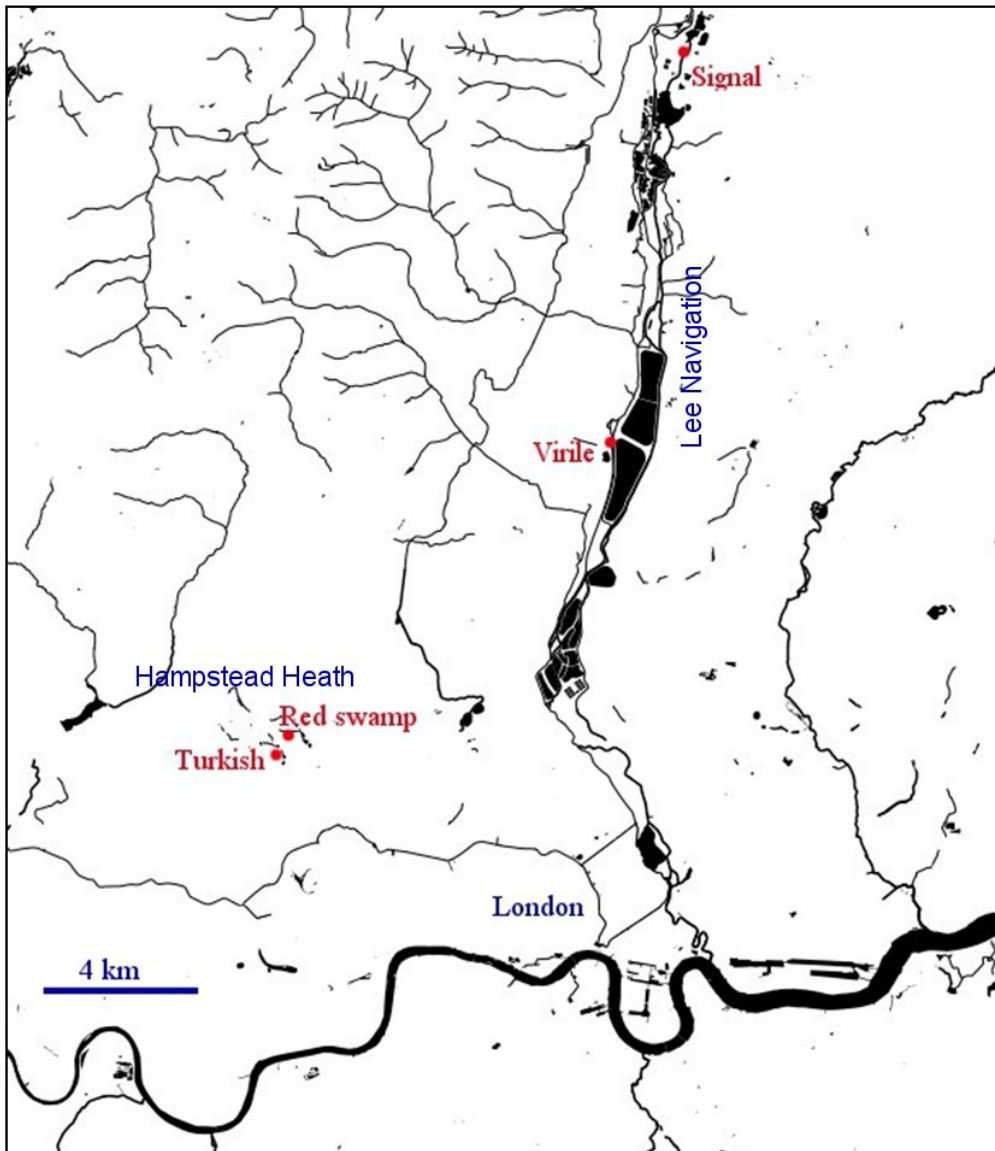 Signal
Lee Navigation
Virile
Hampstead Heath
Red swamp
Turkish
London
4 km